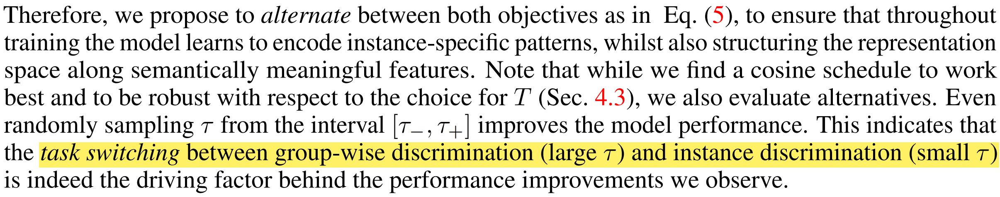 Therefore, we propose to alternate between both objectives as in Eq. (5), to ensure that throughout
training the model learns to encode instance-specific patterns, whilst also structuring the representation
space along semantically meaningful features. Note that while we find a cosine schedule to work
best and to be robust with respect to the choice for T (Sec. 4.3), we also evaluate alternatives. Even
randomly sampling τ from the interval [τ₋, τ₊] improves the model performance. This indicates that
the task switching between group-wise discrimination (large τ) and instance discrimination (small τ)
is indeed the driving factor behind the performance improvements we observe.